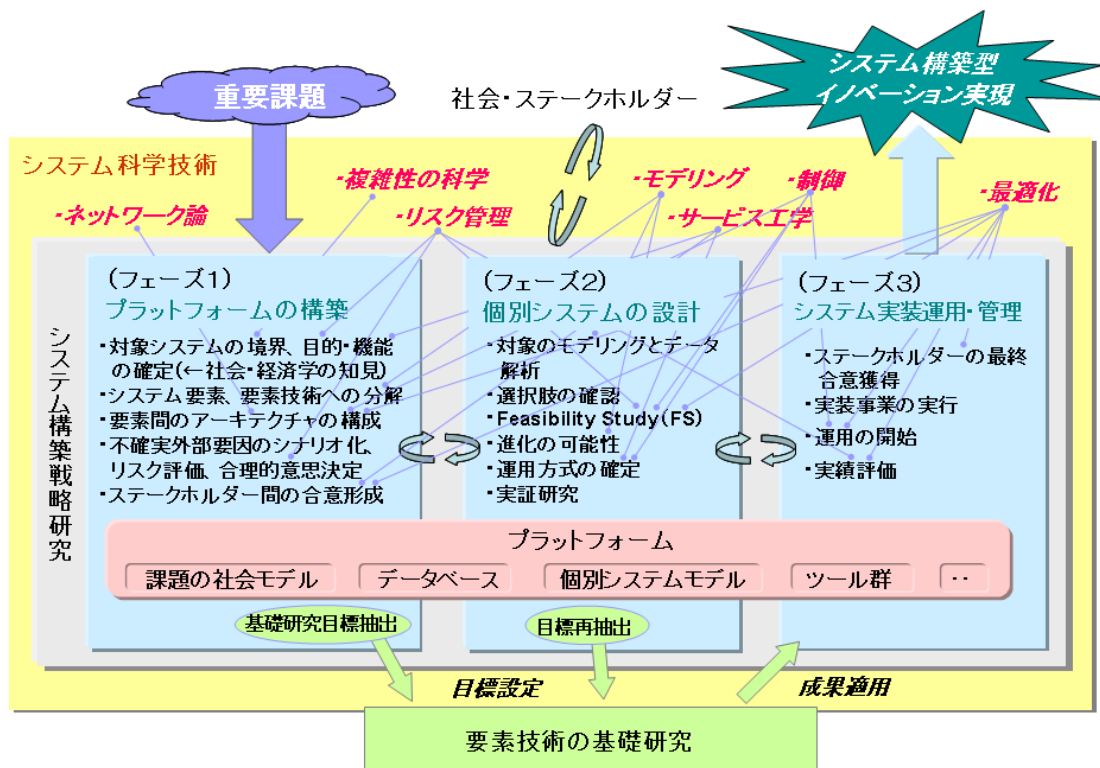 重要課題
社会・ステークホルダー
システム構築型
イノベーション実現
システム科学技術
・ネットワーク論
・複雑性の科学
・リスク管理
・モデリング
・サービス工学
・制御
・最適化
システム構築戦略研究
(フェーズ1)
プラットフォームの構築
・対象システムの境界、目的・機能
の確定(←社会・経済学の知見)
・システム要素、要素技術への分解
・要素間のアーキテクチャの構成
・不確実外部要因のシナリオ化、
リスク評価、合理的意思決定
・ステークホルダー間の合意形成
(フェーズ2)
個別システムの設計
・対象のモデリングとデータ
解析
・選択肢の確認
・Feasibility Study(FS)
・進化の可能性
・運用方式の確定
・実証研究
(フェーズ3)
システム実装運用・管理
・ステークホルダーの最終
合意獲得
・実装事業の実行
・運用の開始
・実績評価
プラットフォーム
課題の社会モデル
データベース
個別システムモデル
ツール群
‥
基礎研究目標抽出
目標再抽出
目標設定
成果適用
要素技術の基礎研究